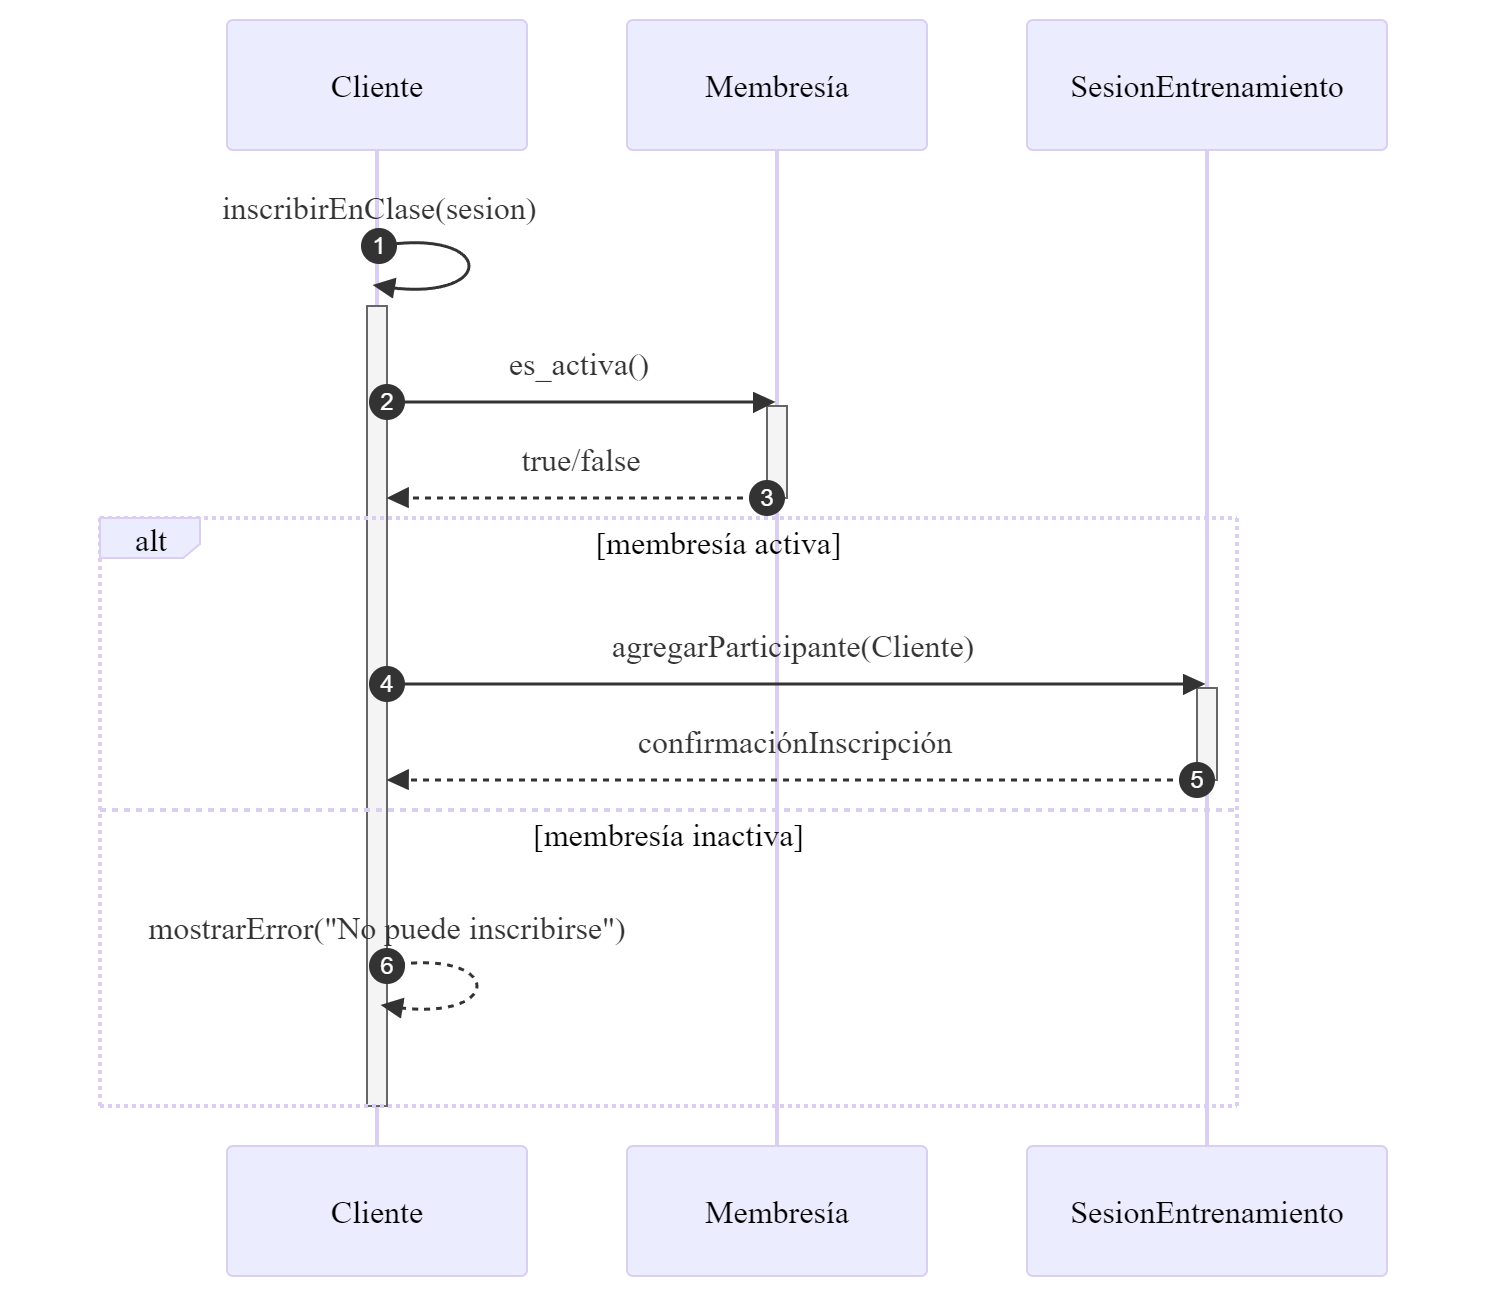 Cliente
Membresía
SesionEntrenamiento
inscribirEnClase(sesion)
1
es_activa()
2
true/false
3
alt
[membresía activa]
agregarParticipante(Cliente)
4
confirmaciónInscripción
5
[membresía inactiva]
mostrarError("No puede inscribirse")
6
Cliente
Membresía
SesionEntrenamiento